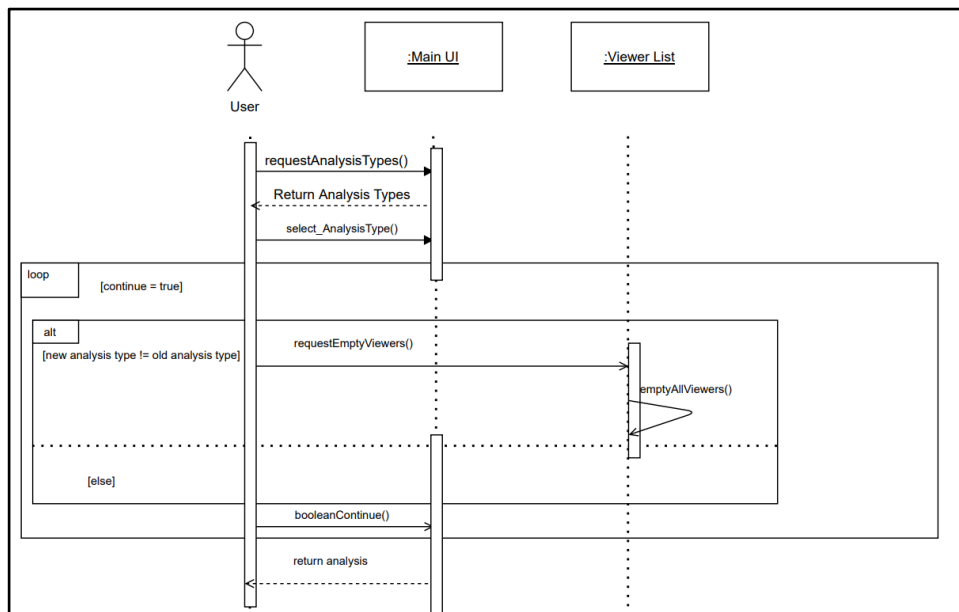 :Main UI
:Viewer List
User
requestAnalysisTypes()
Return Analysis Types
select_AnalysisType()
loop
[continue = true]
alt
[new analysis type != old analysis type]
requestEmptyViewers()
emptyAllViewers()
[else]
booleanContinue()
return analysis